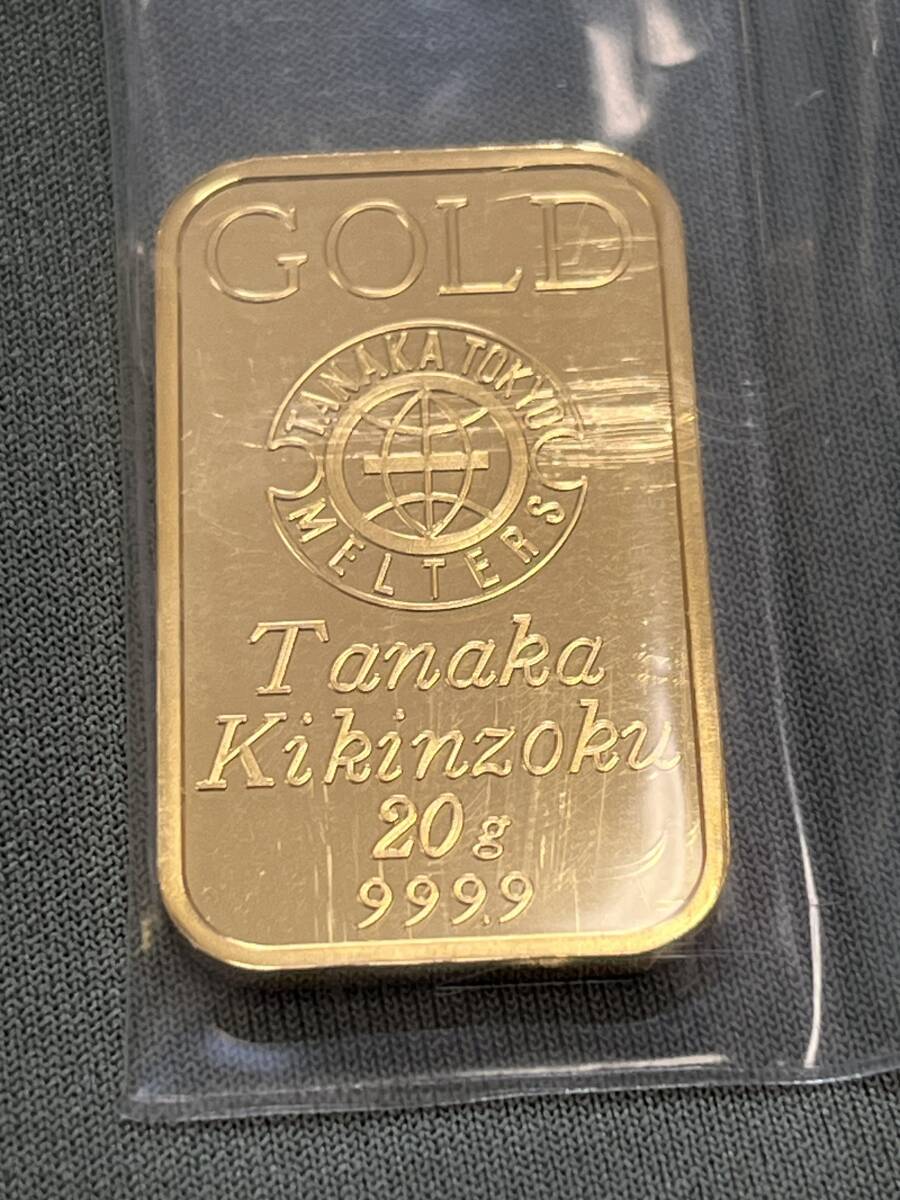 GOLD
TANAKA TOKYO
MELTERS
Tanaka
Kikinzoku
20g
999.9